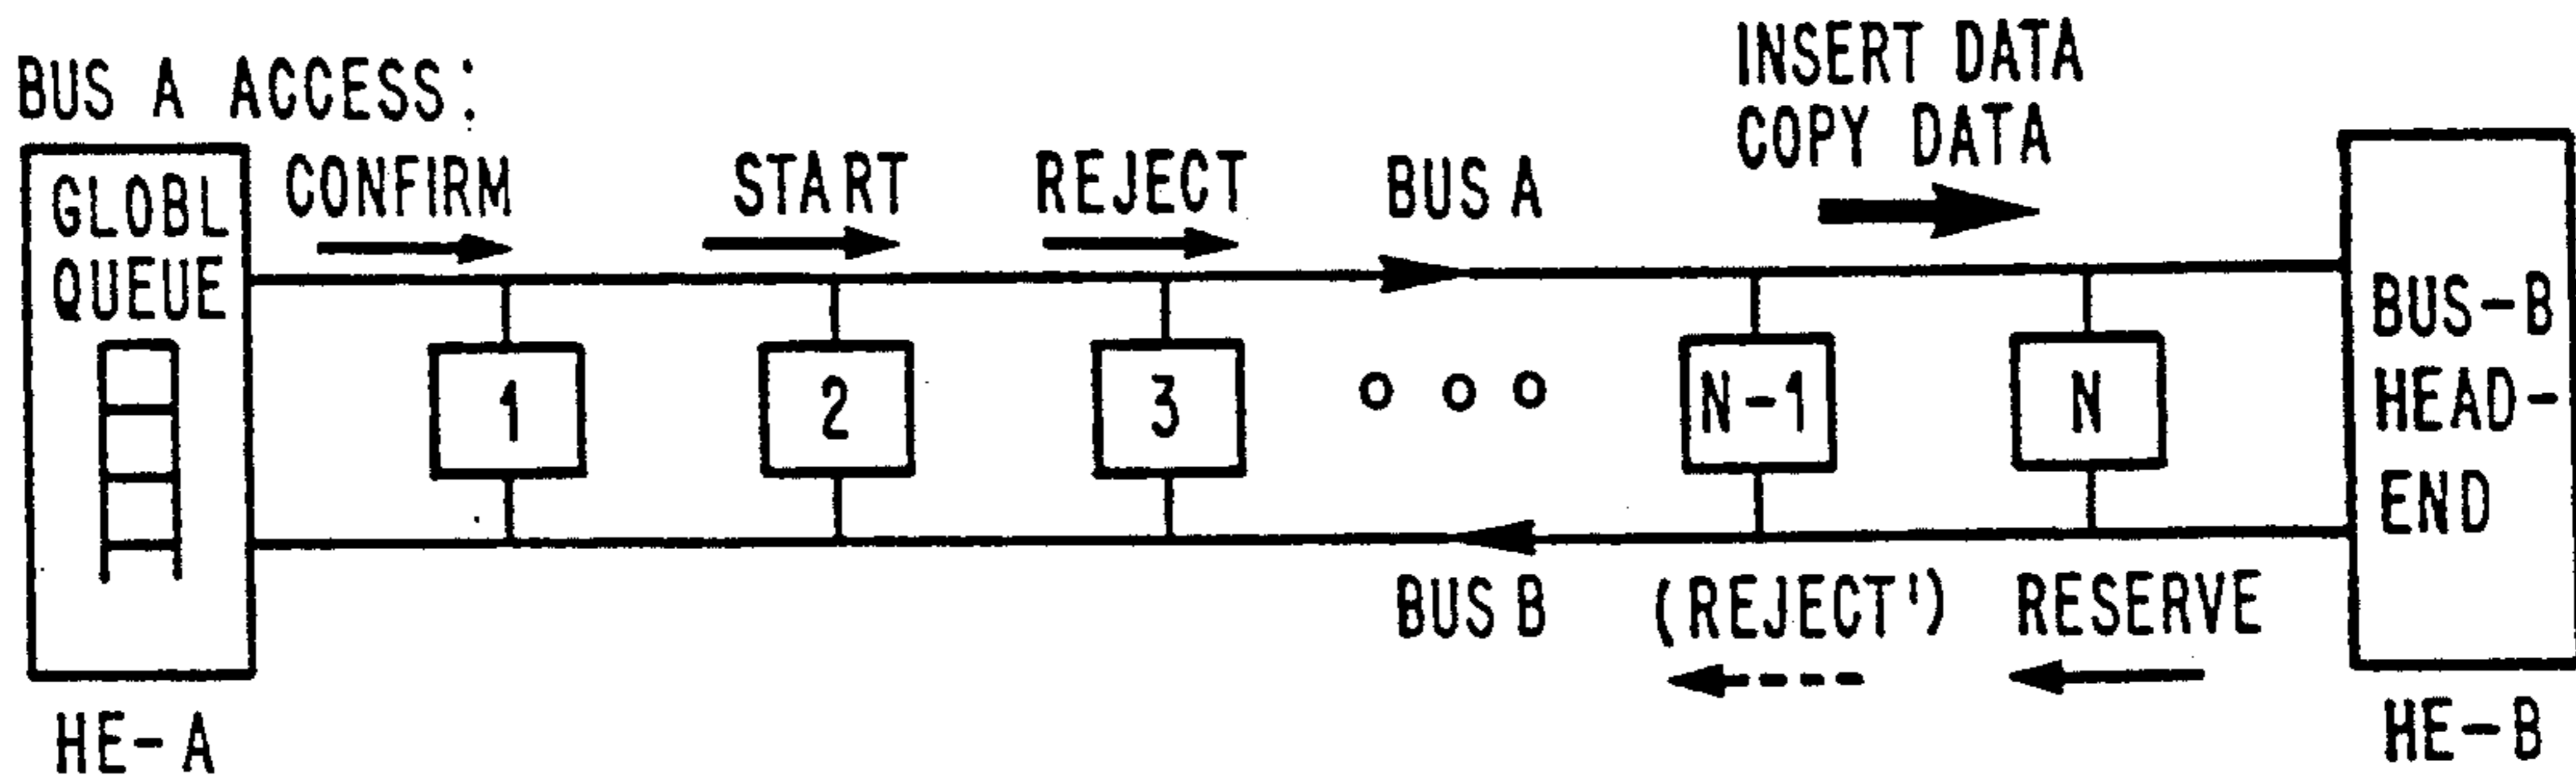 BUS A ACCESS:
INSERT DATA
COPY DATA
GLOBL
QUEUE
CONFIRM
START
REJECT
BUS A
1
2
3
N-1
N
BUS-B
HEAD-
END
BUS B
(REJECT')
RESERVE
HE-A
HE-B